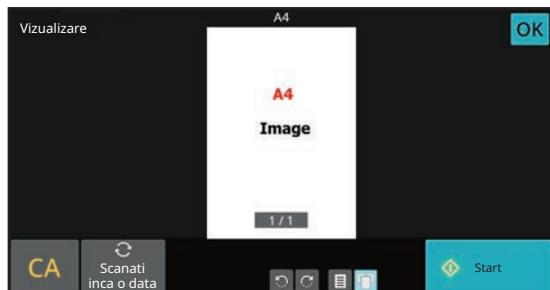 A4
Vizualizare
OK
A4
Image
1 / 1
CA
Scanati
inca o data
Start